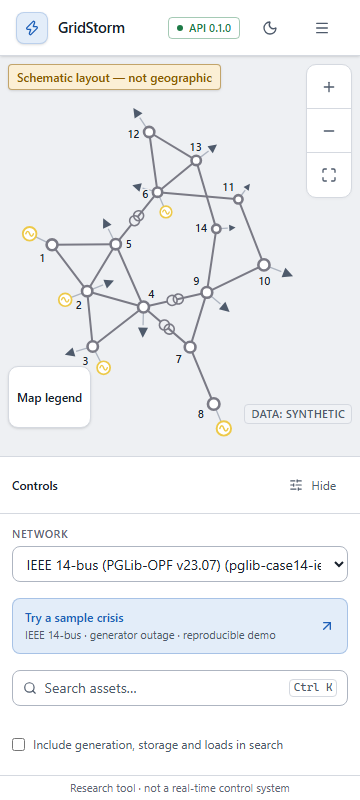 GridStorm
API 0.1.0
Schematic layout — not geographic
12
13
6
11
14
5
1
2
4
9
10
3
7
8
Map legend
DATA: SYNTHETIC
Controls
Hide
NETWORK
IEEE 14-bus (PGLib-OPF v23.07) (pglib-case14-ie
Try a sample crisis
IEEE 14-bus · generator outage · reproducible demo
Search assets...
Ctrl K
Include generation, storage and loads in search
Research tool · not a real-time control system